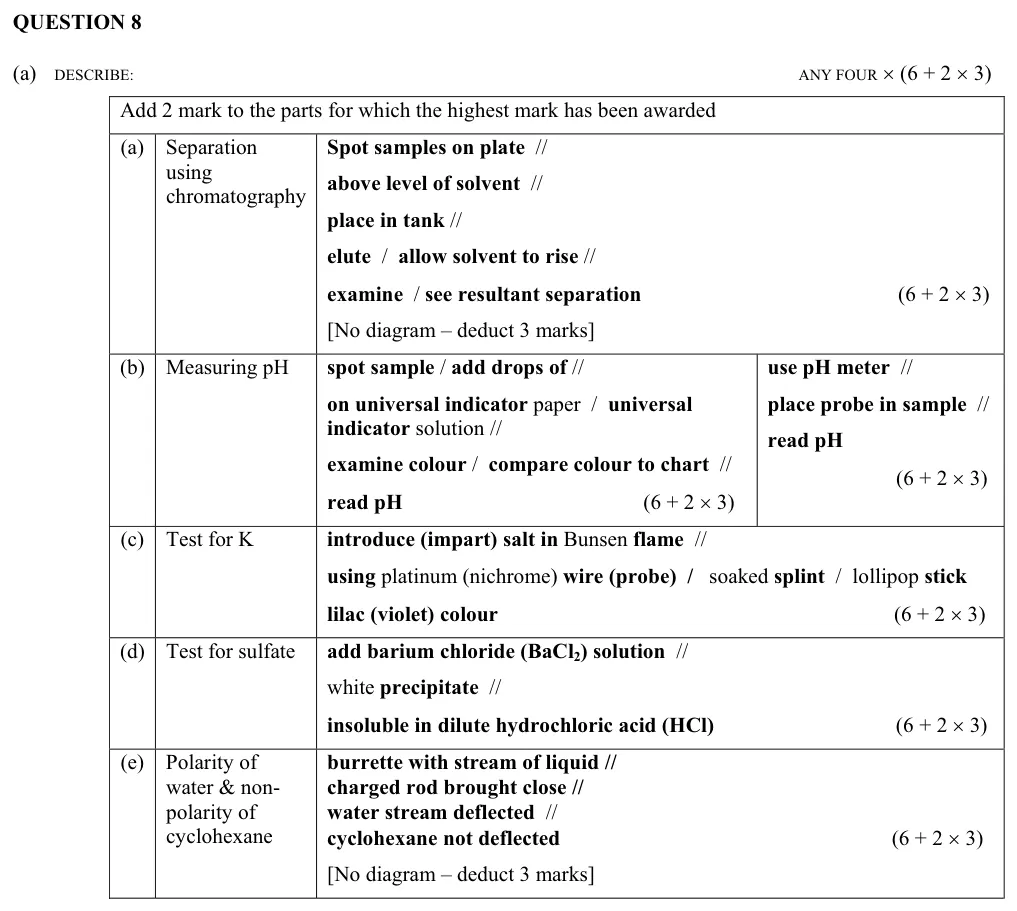 QUESTION 8
(a) DESCRIBE: ANY FOUR × (6 + 2 × 3)
Add 2 mark to the parts for which the highest mark has been awarded
(a) Separation using chromatography
Spot samples on plate //
above level of solvent //
place in tank //
elute / allow solvent to rise //
examine / see resultant separation (6 + 2 × 3)
[No diagram – deduct 3 marks]
(b) Measuring pH
spot sample / add drops of //
on universal indicator paper / universal
indicator solution //
examine colour / compare colour to chart //
read pH (6 + 2 × 3)
use pH meter //
place probe in sample //
read pH
(6 + 2 × 3)
(c) Test for K
introduce (impart) salt in Bunsen flame //
using platinum (nichrome) wire (probe) / soaked splint / lollipop stick
lilac (violet) colour (6 + 2 × 3)
(d) Test for sulfate
add barium chloride (BaCl₂) solution //
white precipitate //
insoluble in dilute hydrochloric acid (HCl) (6 + 2 × 3)
(e) Polarity of
water & non-
polarity of
cyclohexane
burrette with stream of liquid //
charged rod brought close //
water stream deflected //
cyclohexane not deflected (6 + 2 × 3)
[No diagram – deduct 3 marks]